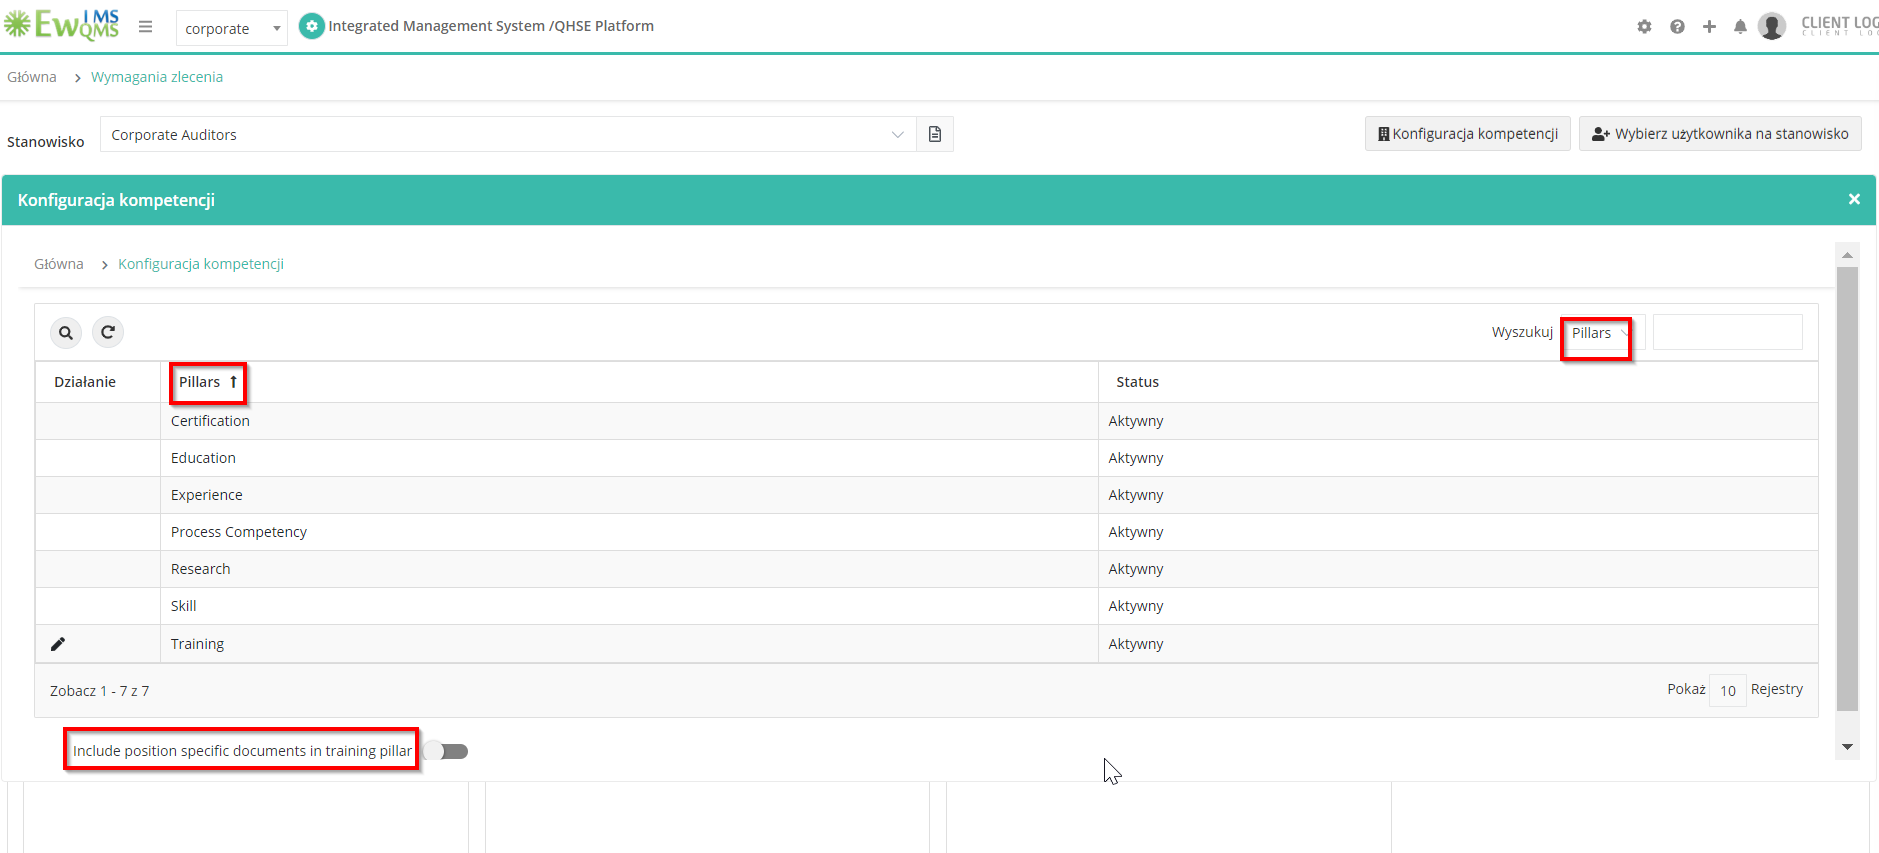 EwQMS IMS
corporate
Integrated Management System /QHSE Platform
CLIENT LOG
CLIENT LOG
Główna > Wymagania zlecenia
Stanowisko
Corporate Auditors
Konfiguracja kompetencji
Wybierz użytkownika na stanowisko
Konfiguracja kompetencji
Główna > Konfiguracja kompetencji
Wyszukuj Pillars
Działanie Pillars Status
Certification Aktywny
Education Aktywny
Experience Aktywny
Process Competency Aktywny
Research Aktywny
Skill Aktywny
Training Aktywny
Zobacz 1 - 7 z 7
Pokaż 10 Rejestry
Include position specific documents in training pillar